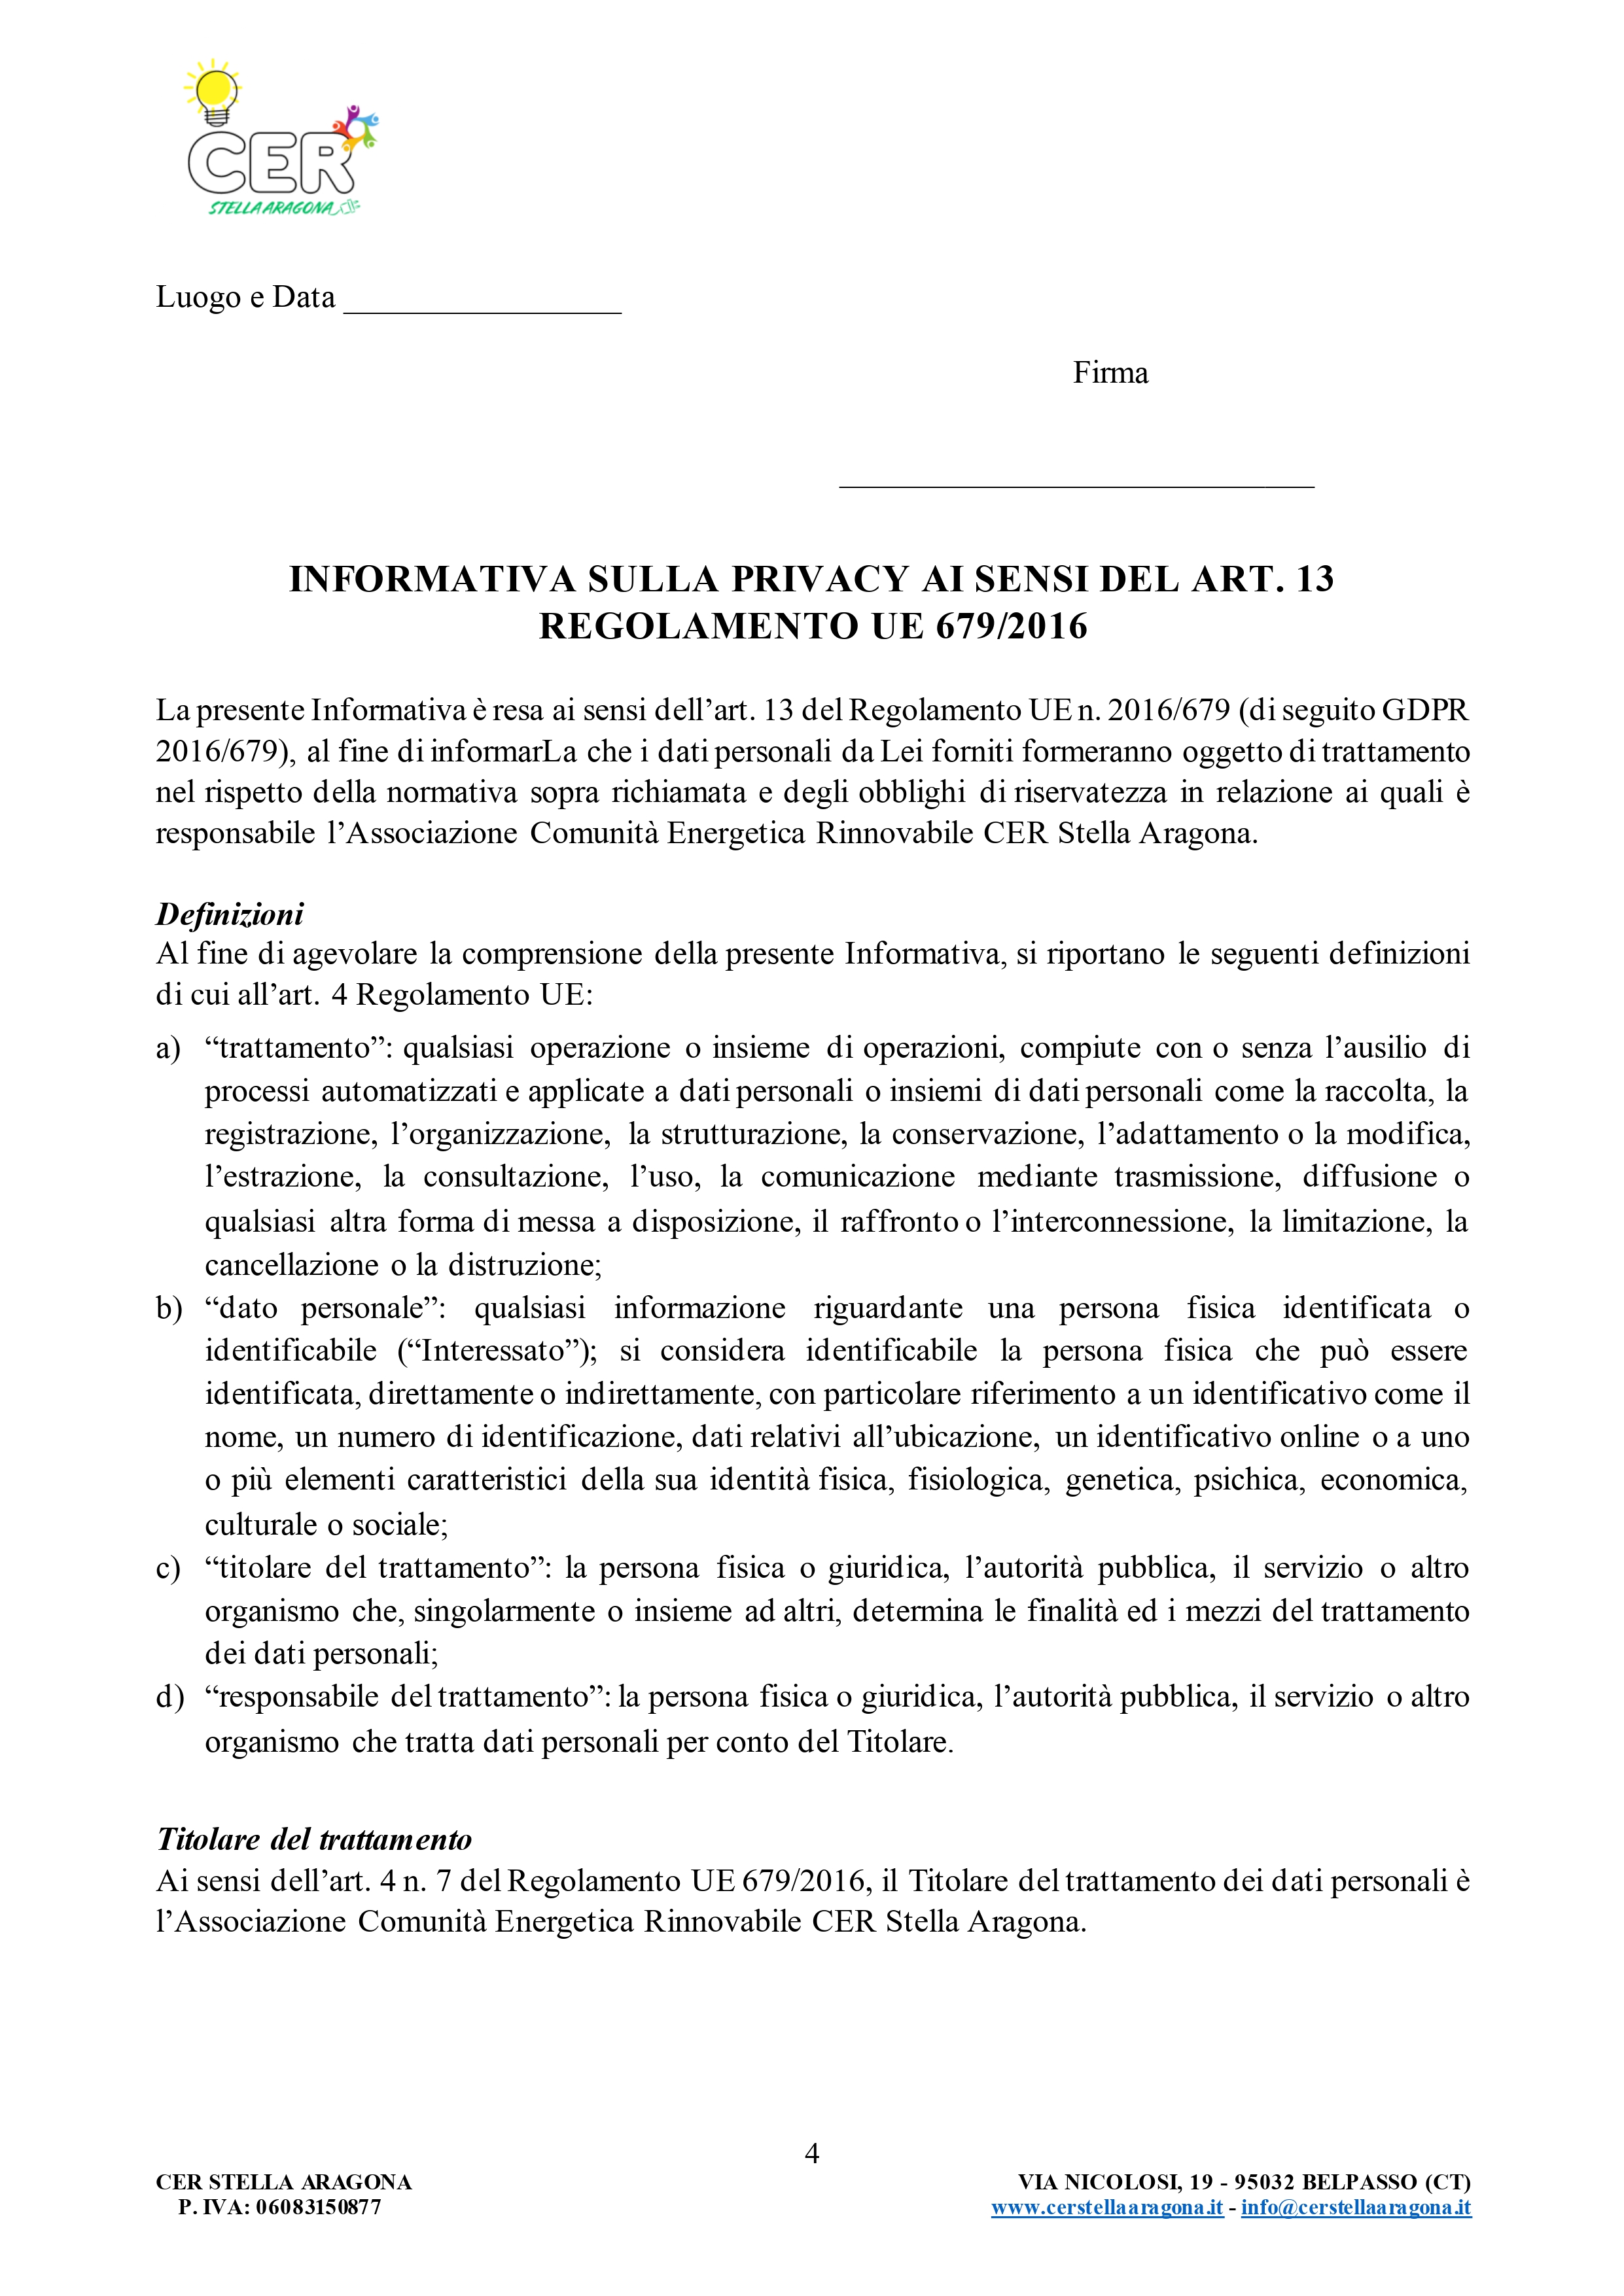 CER
STELLA ARAGONA
Luogo e Data __________________
Firma
_______________________________
INFORMATIVA SULLA PRIVACY AI SENSI DEL ART. 13
REGOLAMENTO UE 679/2016
La presente Informativa è resa ai sensi dell’art. 13 del Regolamento UE n. 2016/679 (di seguito GDPR
2016/679), al fine di informarLa che i dati personali da Lei forniti formeranno oggetto di trattamento
nel rispetto della normativa sopra richiamata e degli obblighi di riservatezza in relazione ai quali è
responsabile l’Associazione Comunità Energetica Rinnovabile CER Stella Aragona.
Definizioni
Al fine di agevolare la comprensione della presente Informativa, si riportano le seguenti definizioni
di cui all’art. 4 Regolamento UE:
a) “trattamento”: qualsiasi operazione o insieme di operazioni, compiute con o senza l’ausilio di
processi automatizzati e applicate a dati personali o insiemi di dati personali come la raccolta, la
registrazione, l’organizzazione, la strutturazione, la conservazione, l’adattamento o la modifica,
l’estrazione, la consultazione, l’uso, la comunicazione mediante trasmissione, diffusione o
qualsiasi altra forma di messa a disposizione, il raffronto o l’interconnessione, la limitazione, la
cancellazione o la distruzione;
b) “dato personale”: qualsiasi informazione riguardante una persona fisica identificata o
identificabile (“Interessato”); si considera identificabile la persona fisica che può essere
identificata, direttamente o indirettamente, con particolare riferimento a un identificativo come il
nome, un numero di identificazione, dati relativi all’ubicazione, un identificativo online o a uno
o più elementi caratteristici della sua identità fisica, fisiologica, genetica, psichica, economica,
culturale o sociale;
c) “titolare del trattamento”: la persona fisica o giuridica, l’autorità pubblica, il servizio o altro
organismo che, singolarmente o insieme ad altri, determina le finalità ed i mezzi del trattamento
dei dati personali;
d) “responsabile del trattamento”: la persona fisica o giuridica, l’autorità pubblica, il servizio o altro
organismo che tratta dati personali per conto del Titolare.
Titolare del trattamento
Ai sensi dell’art. 4 n. 7 del Regolamento UE 679/2016, il Titolare del trattamento dei dati personali è
l’Associazione Comunità Energetica Rinnovabile CER Stella Aragona.
4
CER STELLA ARAGONA VIA NICOLOSI, 19 - 95032 BELPASSO (CT)
P. IVA: 06083150877 www.cerstellaaragona.it - info@cerstellaaragona.it